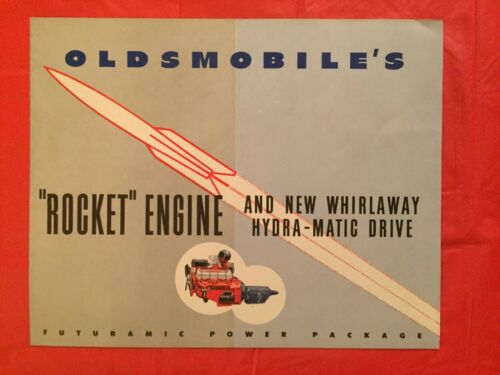 OLDSMOBILE'S
"ROCKET" ENGINE
AND NEW WHIRLAWAY
HYDRA-MATIC DRIVE
FUTURAMIC POWER PACKAGE